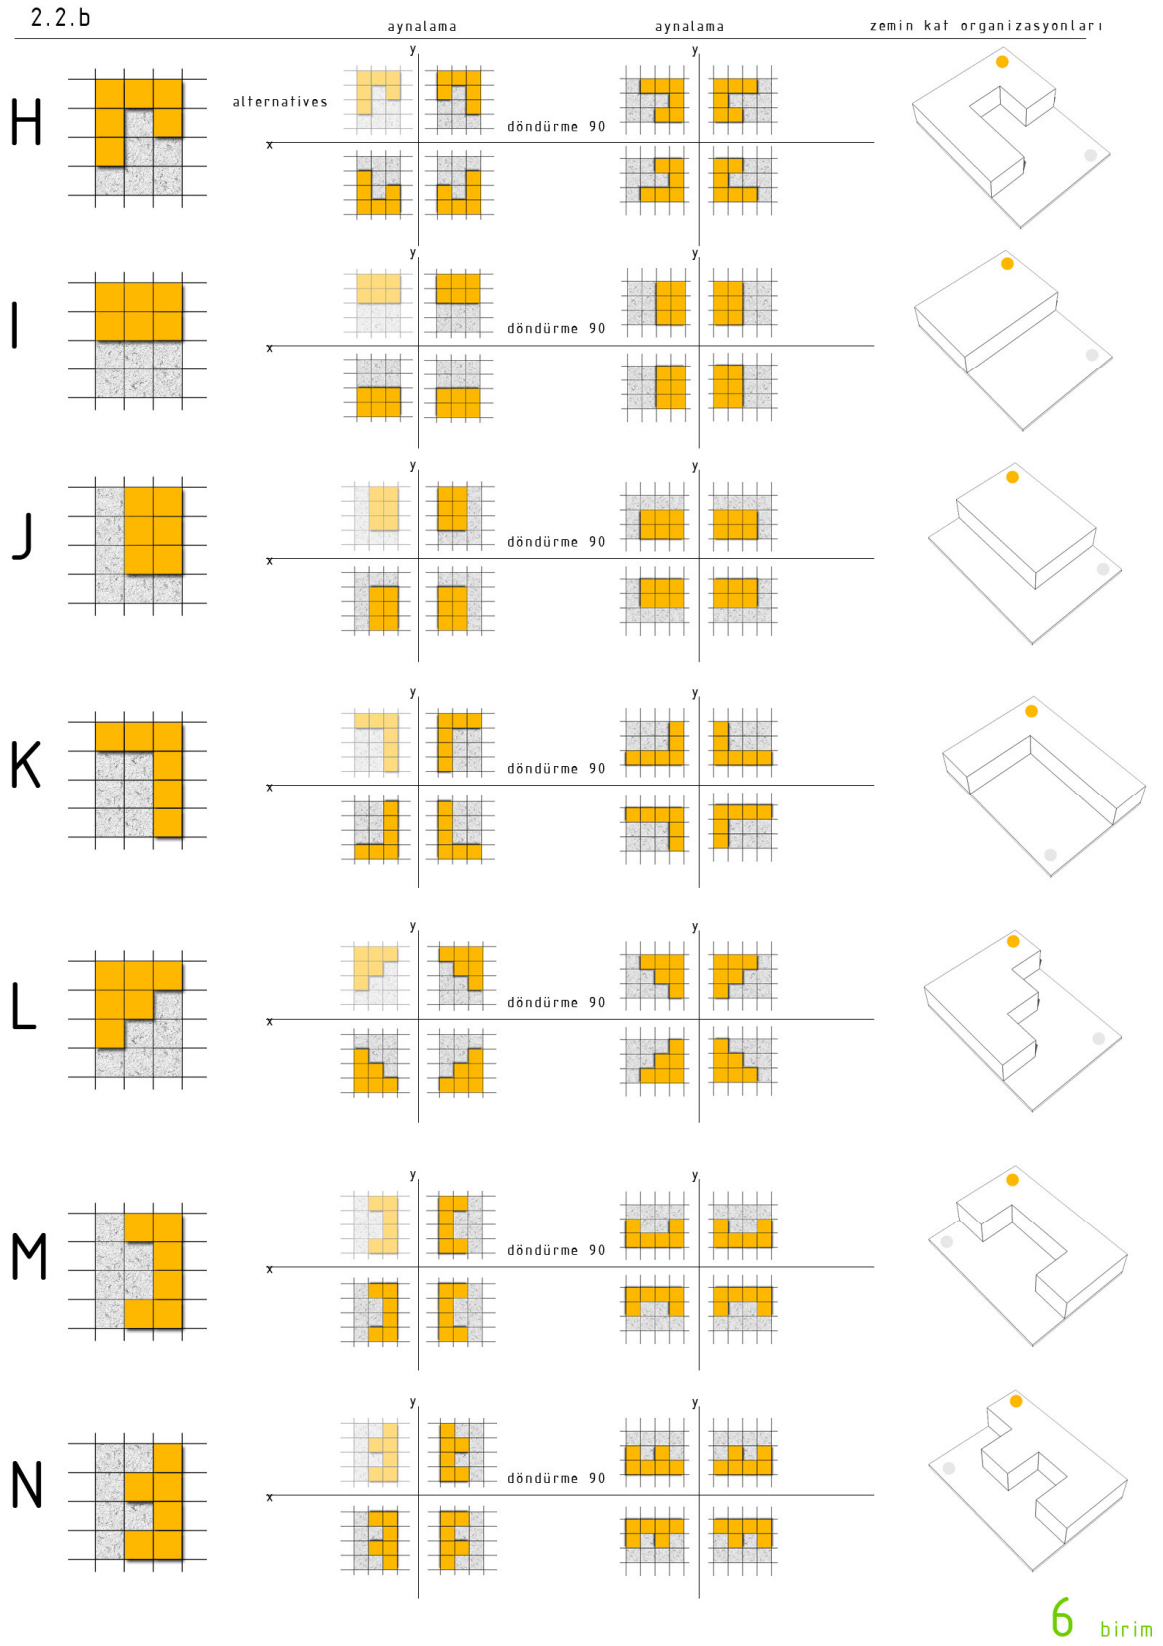 2.2.b
aynalama
aynalama
zemin kat organizasyonları
H
alternatives
y
x
döndürme 90
y
I
y
x
döndürme 90
y
J
y
x
döndürme 90
y
K
y
x
döndürme 90
y
L
y
x
döndürme 90
y
M
y
x
döndürme 90
y
N
y
x
döndürme 90
y
6 birim